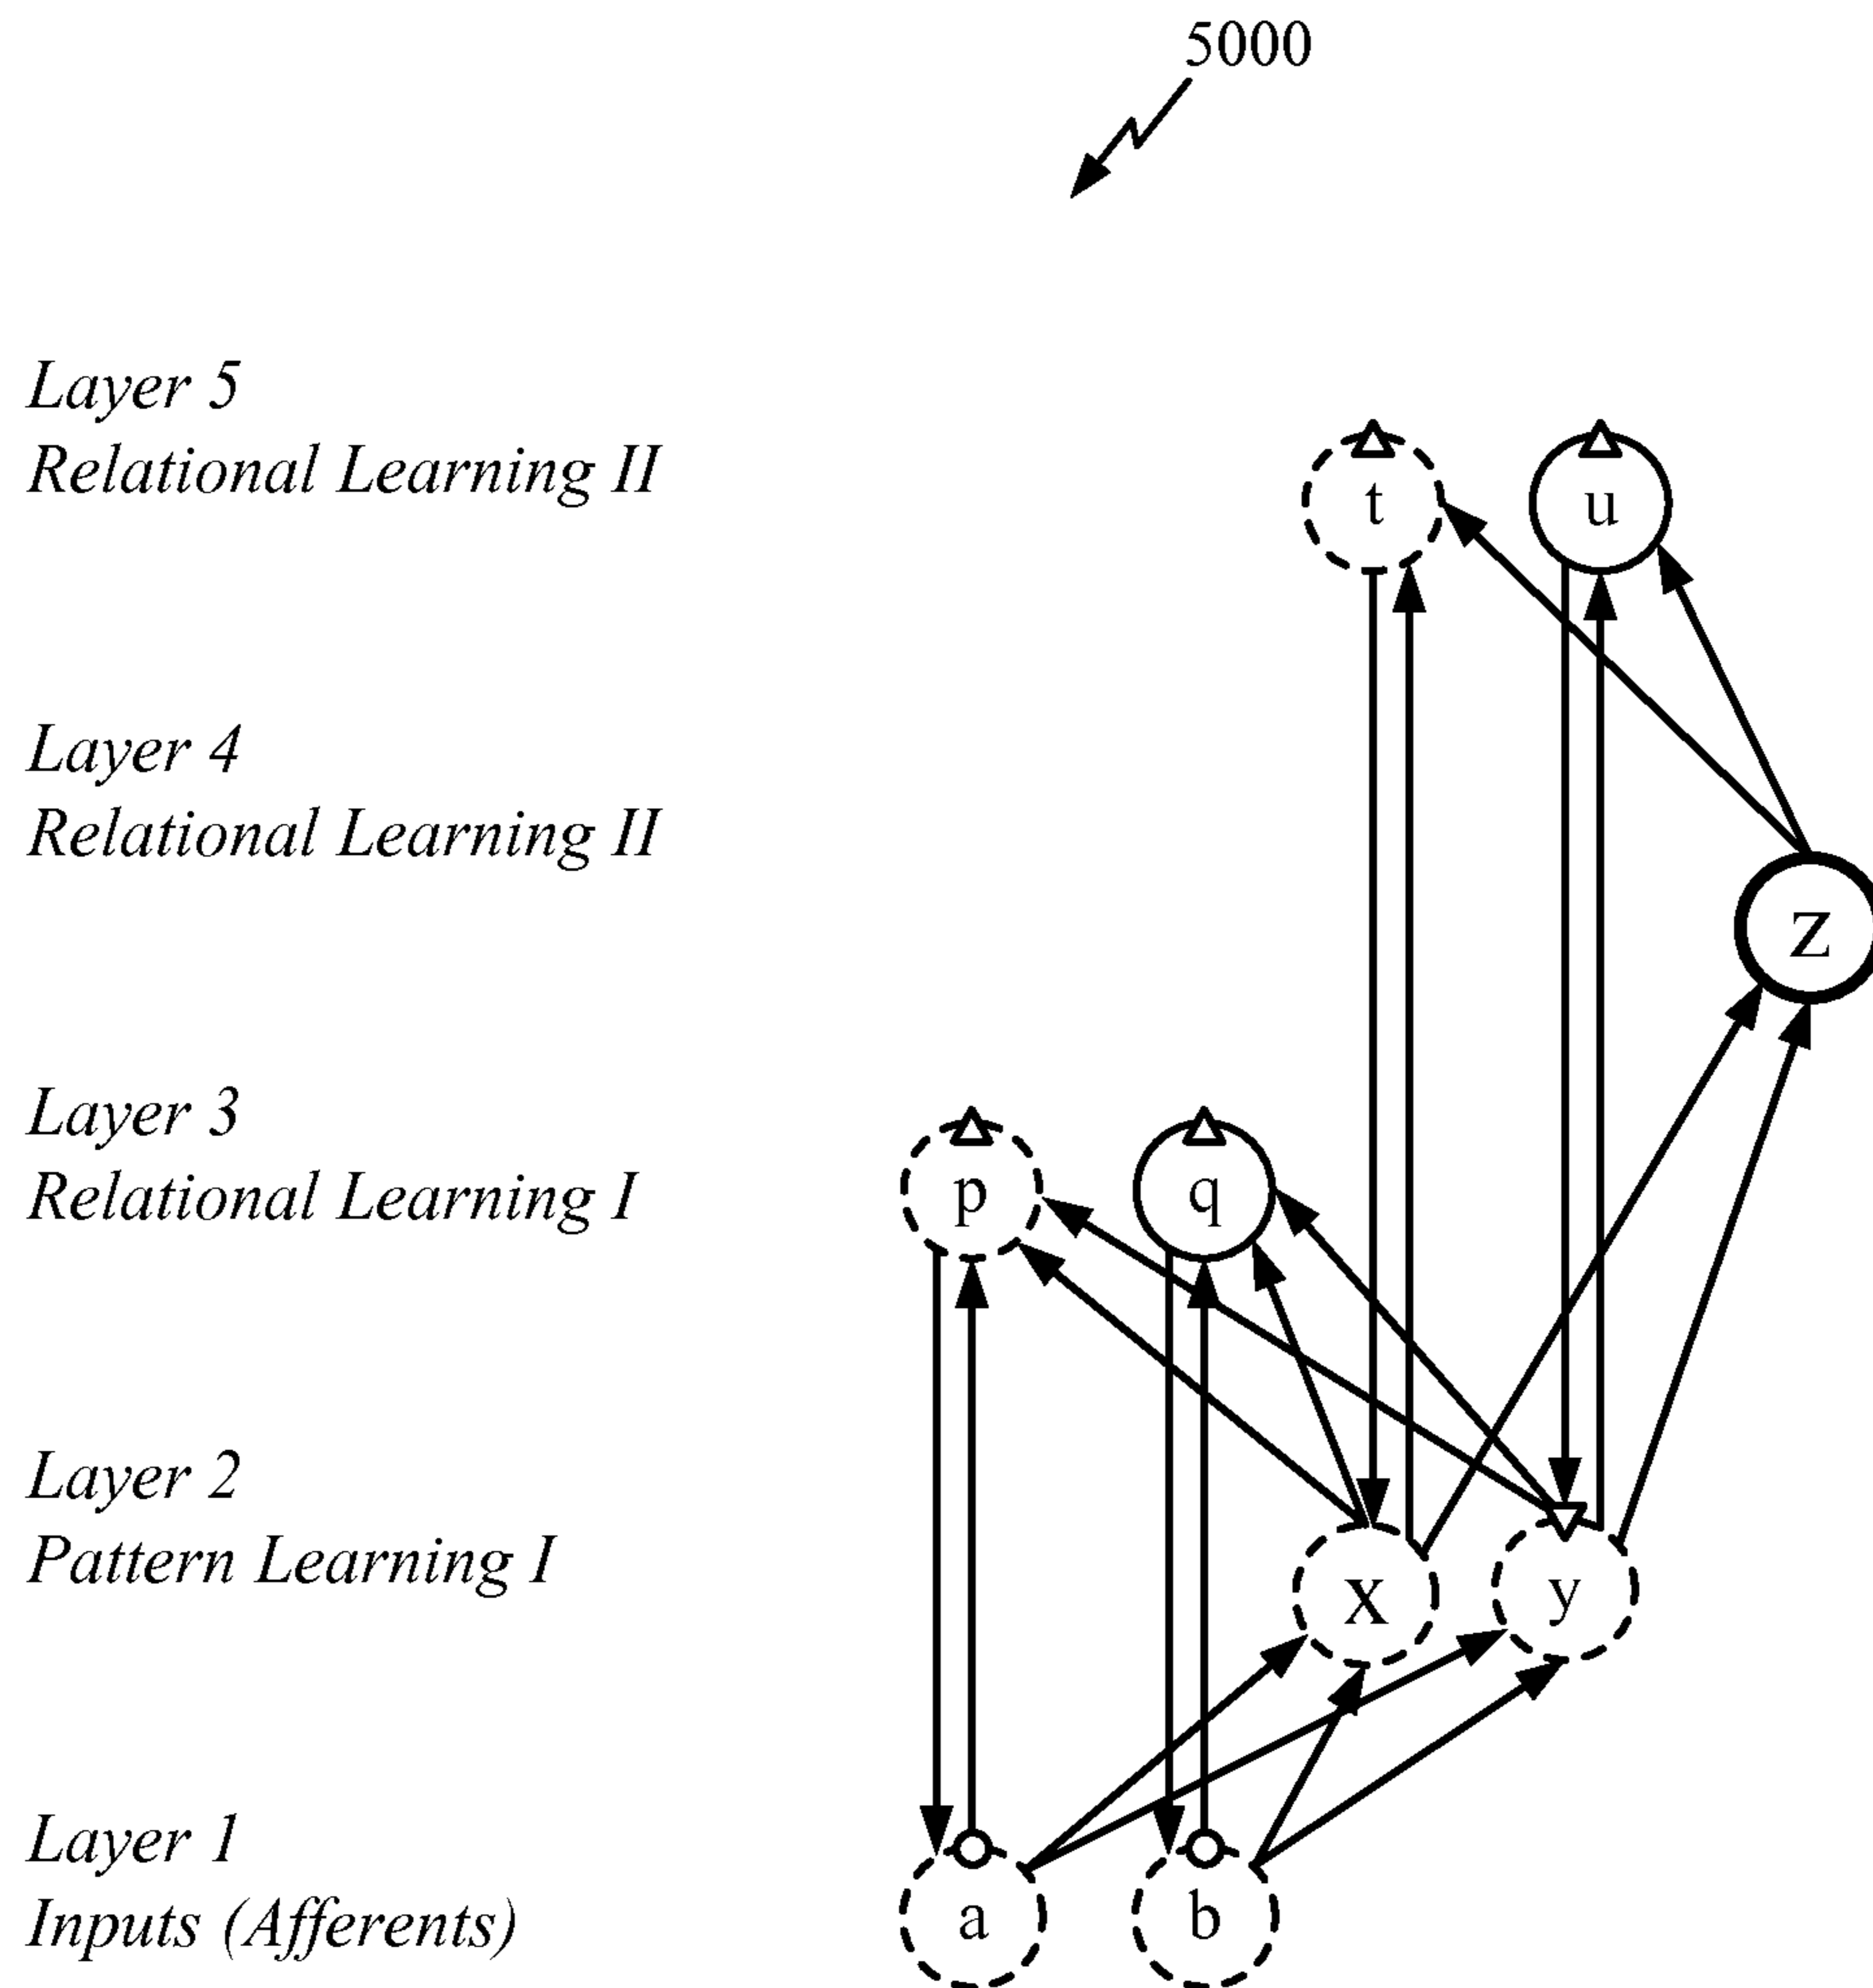 5000
Layer 5
Relational Learning II
t
u
Layer 4
Relational Learning II
z
Layer 3
Relational Learning I
p
q
Layer 2
Pattern Learning I
x
y
Layer 1
Inputs (Afferents)
a
b